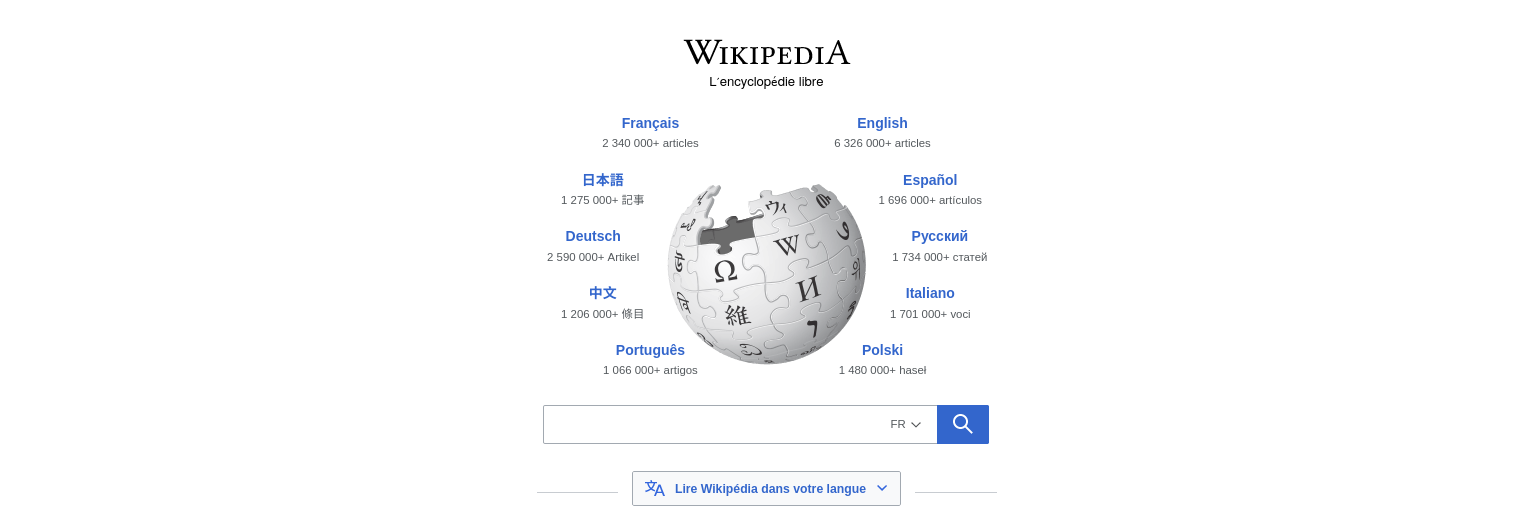 WIKIPEDIA
L'encyclopédie libre
Français
2 340 000+ articles
English
6 326 000+ articles
日本語
1 275 000+ 記事
Español
1 696 000+ artículos
Deutsch
2 590 000+ Artikel
Русский
1 734 000+ статей
中文
1 206 000+ 條目
Italiano
1 701 000+ voci
Português
1 066 000+ artigos
Polski
1 480 000+ haseł
ウィ
W
Ω
И
維
FR
Lire Wikipédia dans votre langue